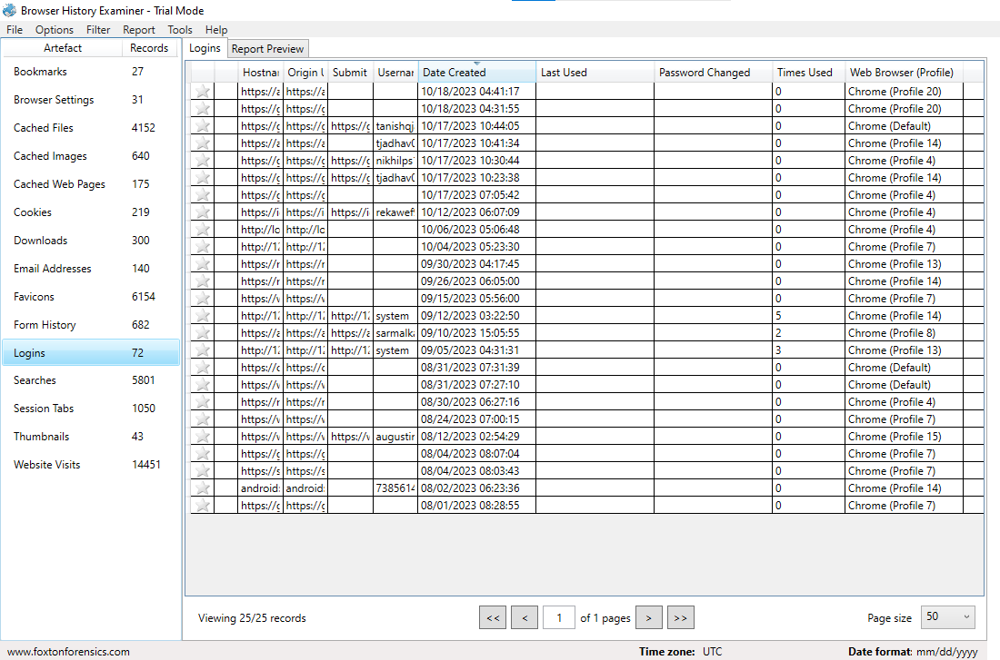 Browser History Examiner - Trial Mode
File Options Filter Report Tools Help
Artefact Records
Bookmarks 27
Browser Settings 31
Cached Files 4152
Cached Images 640
Cached Web Pages 175
Cookies 219
Downloads 300
Email Addresses 140
Favicons 6154
Form History 682
Logins 72
Searches 5801
Session Tabs 1050
Thumbnails 43
Website Visits 14451
Logins Report Preview
Hostnar Origin U Submit Usernar Date Created Last Used Password Changed Times Used Web Browser (Profile)
https://a https://a 10/18/2023 04:41:17 0 Chrome (Profile 20)
https://g https://g 10/18/2023 04:31:55 0 Chrome (Profile 20)
https://g https://g https://g tanishqj 10/17/2023 10:44:05 0 Chrome (Default)
https://a https://a tjadhav0 10/17/2023 10:41:34 0 Chrome (Profile 14)
https://g https://g https://g nikhilps 10/17/2023 10:30:44 0 Chrome (Profile 4)
https://g https://g https://g tjadhav0 10/17/2023 10:23:38 0 Chrome (Profile 14)
https://g https://g 10/17/2023 07:05:42 0 Chrome (Profile 4)
https://i https://i https://i rekawef 10/12/2023 06:07:09 0 Chrome (Profile 4)
http://lo http://lo 10/06/2023 05:06:48 0 Chrome (Profile 4)
http://12 http://12 10/04/2023 05:23:30 0 Chrome (Profile 7)
https://r https://r 09/30/2023 04:17:45 0 Chrome (Profile 13)
https://r https://r 09/26/2023 06:05:00 0 Chrome (Profile 14)
https://v https://v 09/15/2023 05:56:00 0 Chrome (Profile 7)
http://12 http://12 http://12 system 09/12/2023 03:22:50 5 Chrome (Profile 14)
https://a https://a https://a sarmalk 09/10/2023 15:05:55 2 Chrome (Profile 8)
http://12 http://12 http://12 system 09/05/2023 04:31:31 3 Chrome (Profile 13)
https://c https://c 08/31/2023 07:31:39 0 Chrome (Default)
https://v https://v 08/31/2023 07:27:10 0 Chrome (Default)
https://r https://r 08/30/2023 06:27:16 0 Chrome (Profile 4)
https://v https://v 08/24/2023 07:00:15 0 Chrome (Profile 7)
https://v https://v https://v augustir 08/12/2023 02:54:29 0 Chrome (Profile 15)
https://g https://g 08/04/2023 08:07:04 0 Chrome (Profile 7)
https://s https://s 08/04/2023 08:03:43 0 Chrome (Profile 7)
android: android: 7385614 08/02/2023 06:23:36 0 Chrome (Profile 14)
https://g https://g 08/01/2023 08:28:55 0 Chrome (Profile 7)
Viewing 25/25 records << < 1 of 1 pages > >> Page size 50
www.foxtonforensics.com Time zone: UTC Date format: mm/dd/yyyy